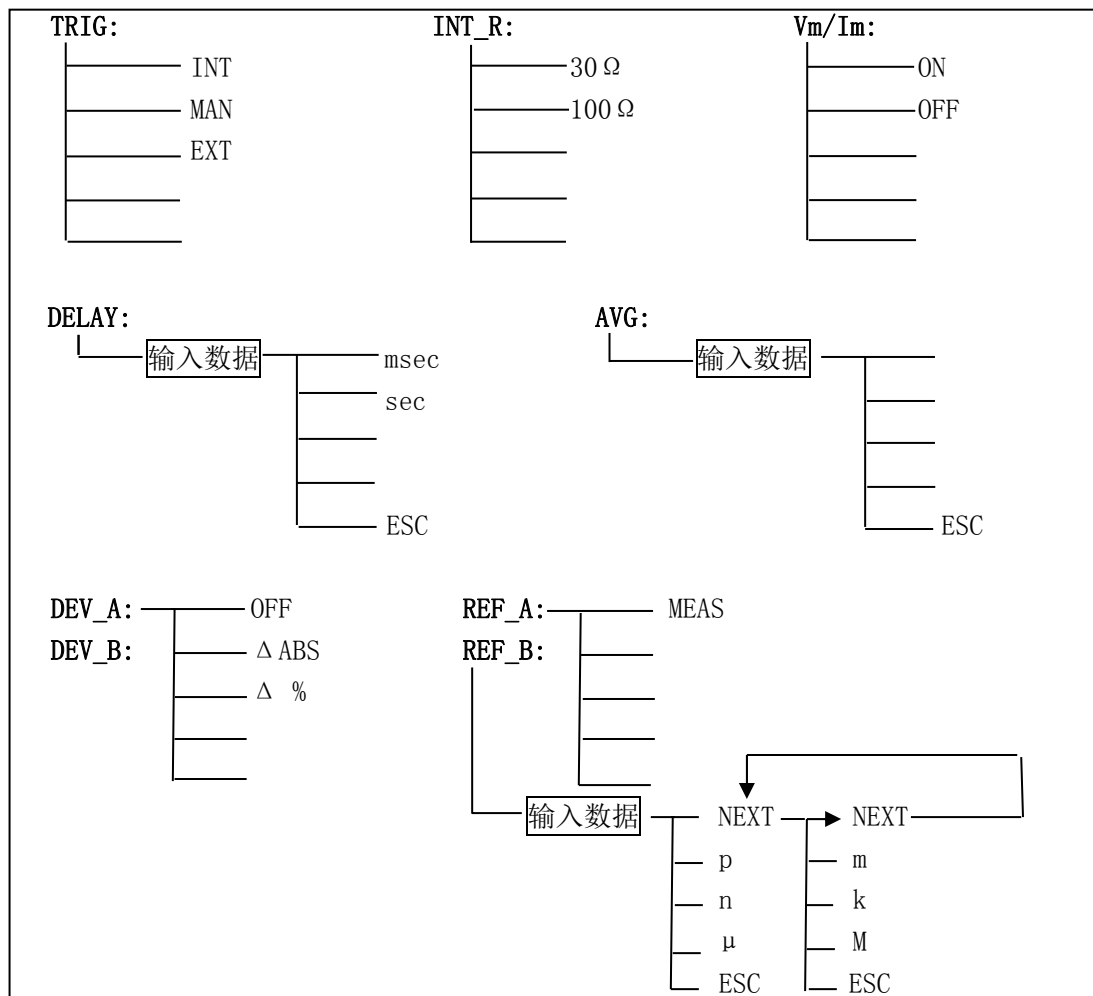 TRIG:
INT
MAN
EXT
INT_R:
30Ω
100Ω
Vm/Im:
ON
OFF
DELAY:
输入数据
msec
sec
ESC
AVG:
输入数据
ESC
DEV_A:
DEV_B:
OFF
ΔABS
Δ %
REF_A:
REF_B:
MEAS
输入数据
NEXT
p
n
μ
ESC
NEXT
m
k
M
ESC